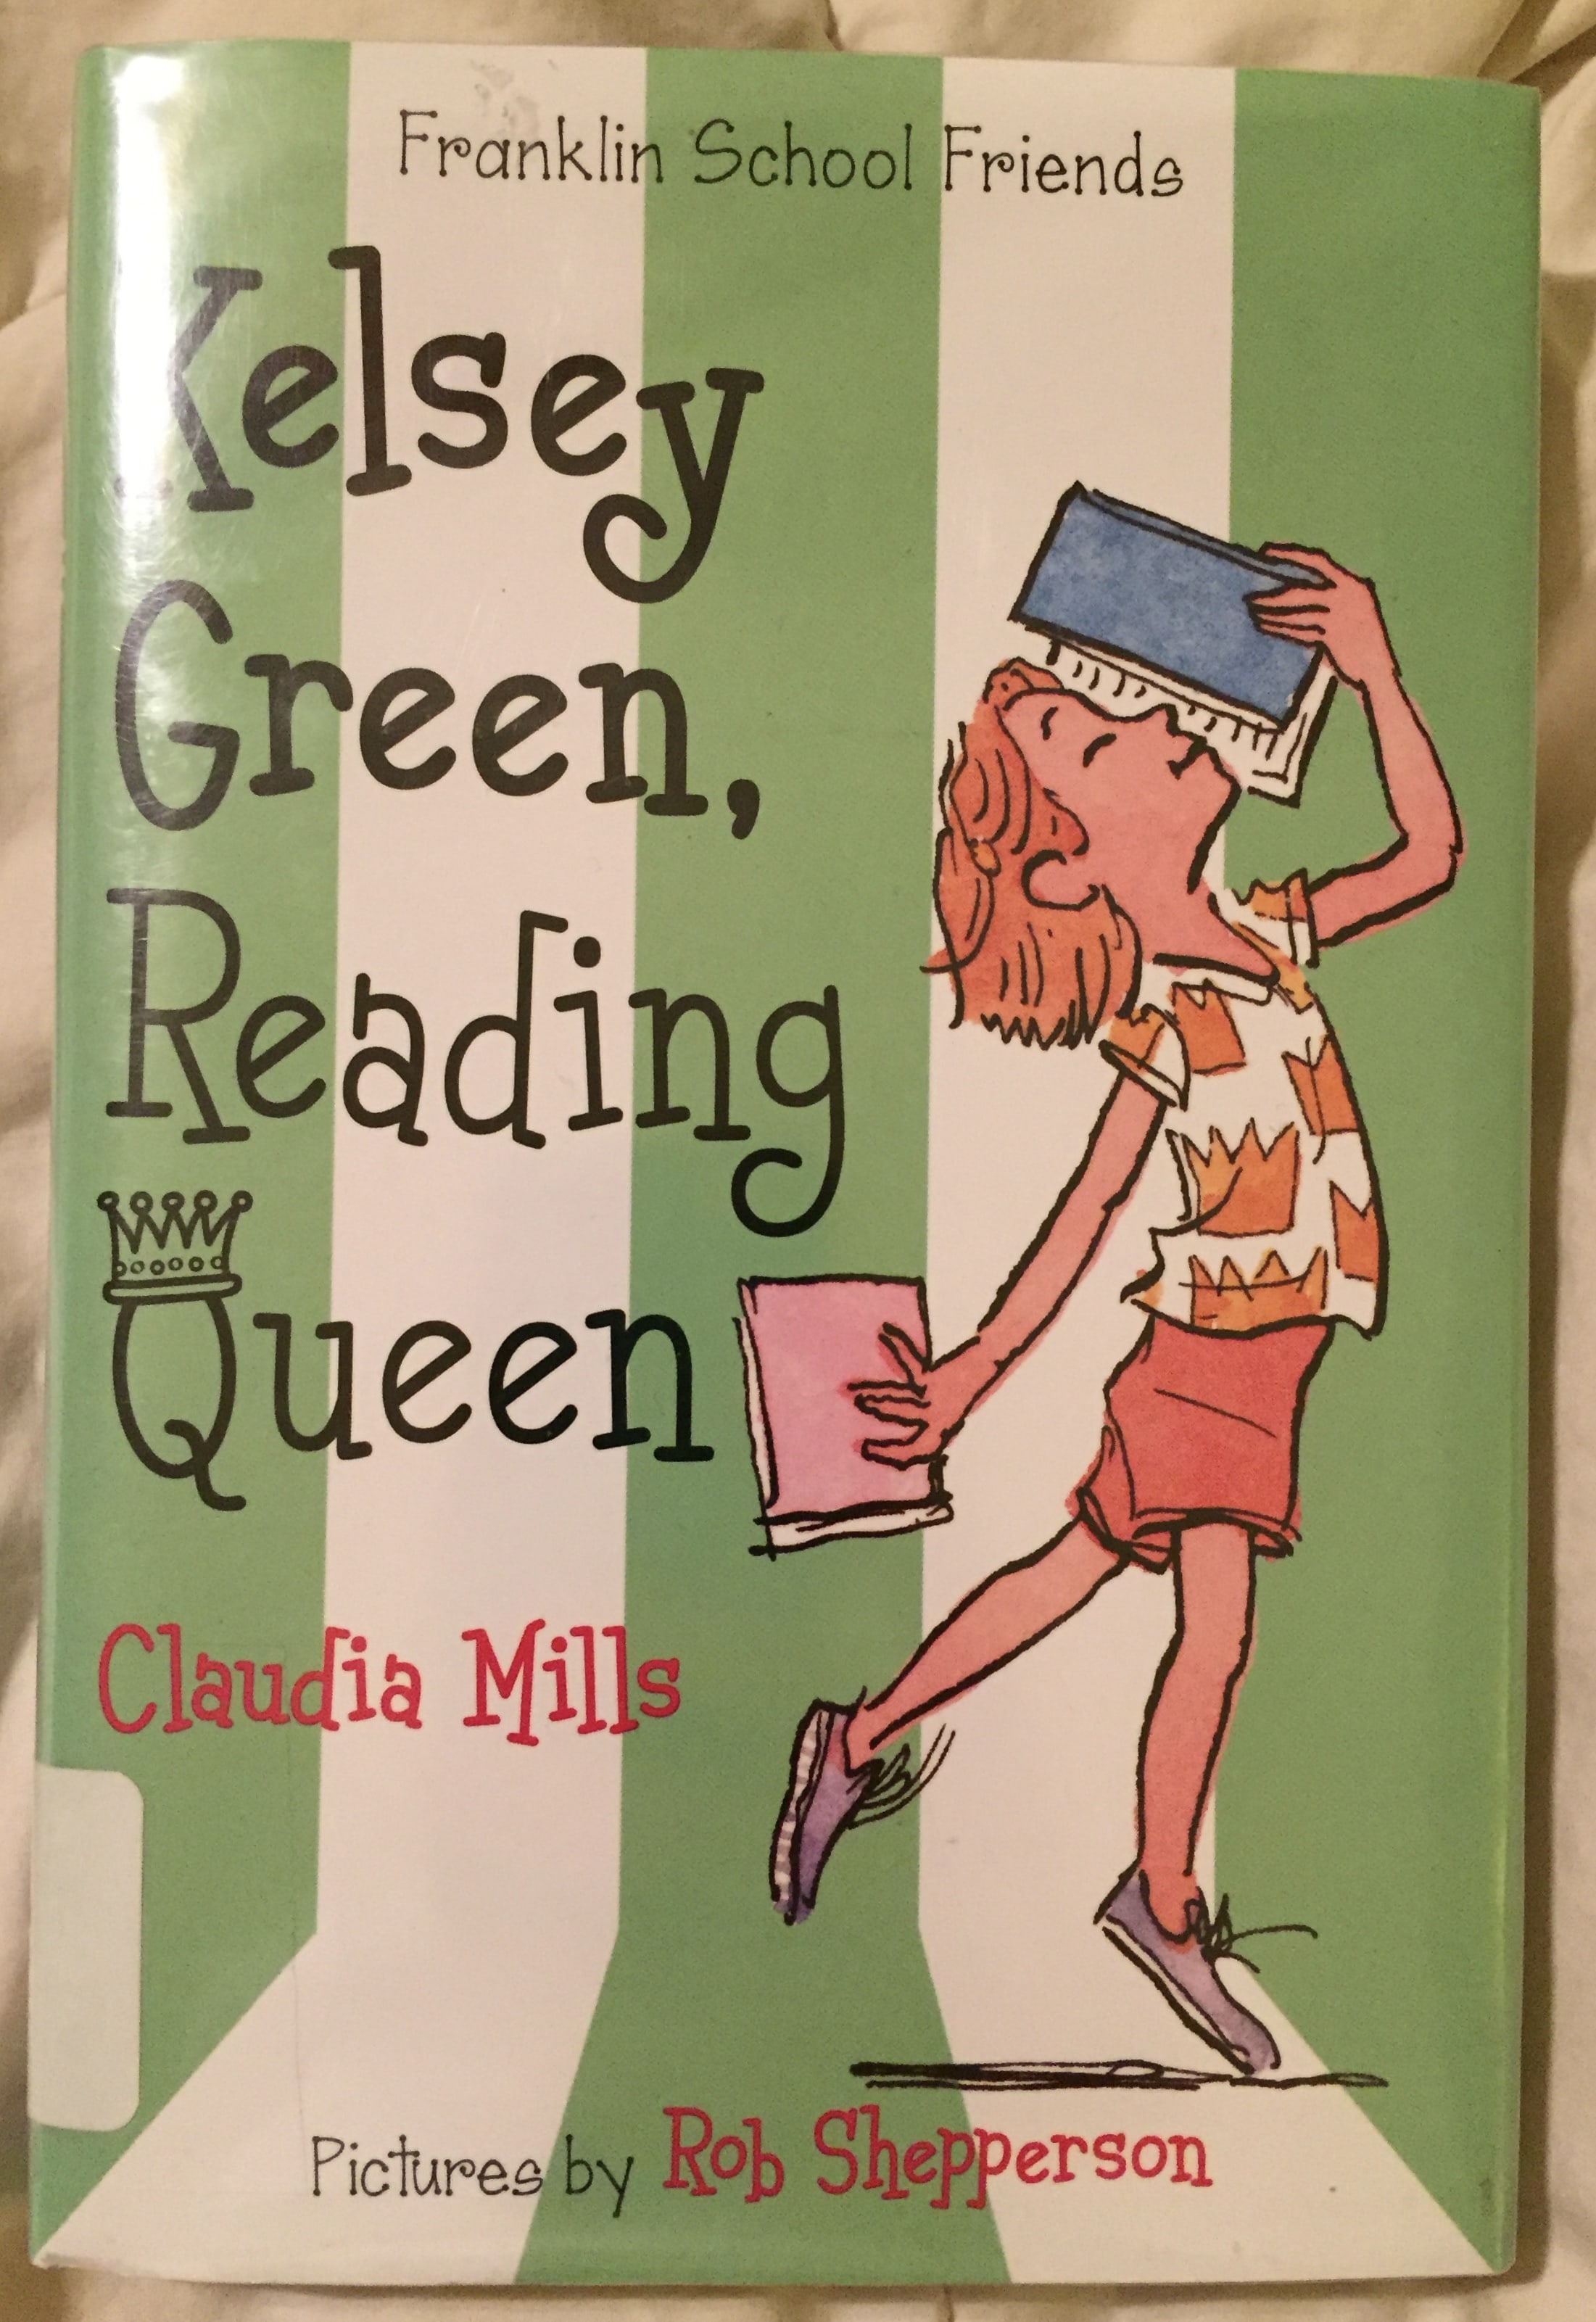 Franklin School Friends
Kelsey
Green,
Reading
Queen
Claudia Mills
Pictures by Rob Shepperson